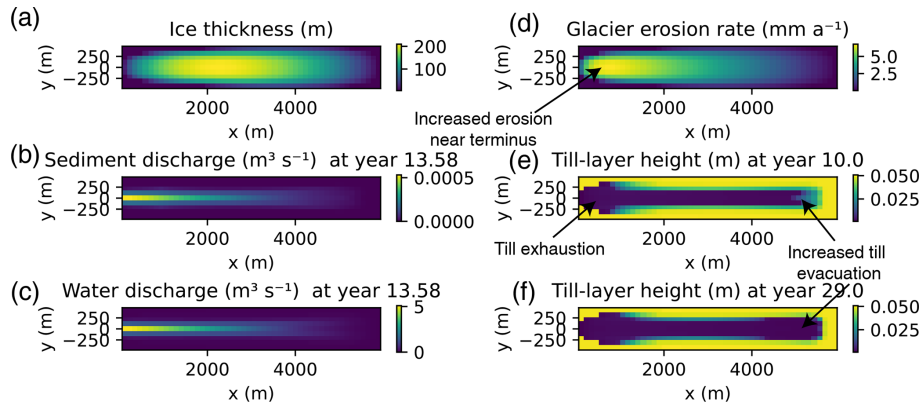 (a)
Ice thickness (m)
y (m)
250
0
−250
2000
4000
x (m)
200
100
(d)
Glacier erosion rate (mm a⁻¹)
y (m)
250
0
−250
2000
4000
x (m)
5.0
2.5
Increased erosion
near terminus
(b)
Sediment discharge (m³ s⁻¹) at year 13.58
y (m)
250
0
−250
2000
4000
x (m)
0.0005
0.0000
(e)
Till-layer height (m) at year 10.0
y (m)
250
0
−250
2000
4000
x (m)
0.050
0.025
Till exhaustion
Increased till
evacuation
(c)
Water discharge (m³ s⁻¹) at year 13.58
y (m)
250
0
−250
2000
4000
x (m)
5
0
(f)
Till-layer height (m) at year 29.0
y (m)
250
0
−250
2000
4000
x (m)
0.050
0.025